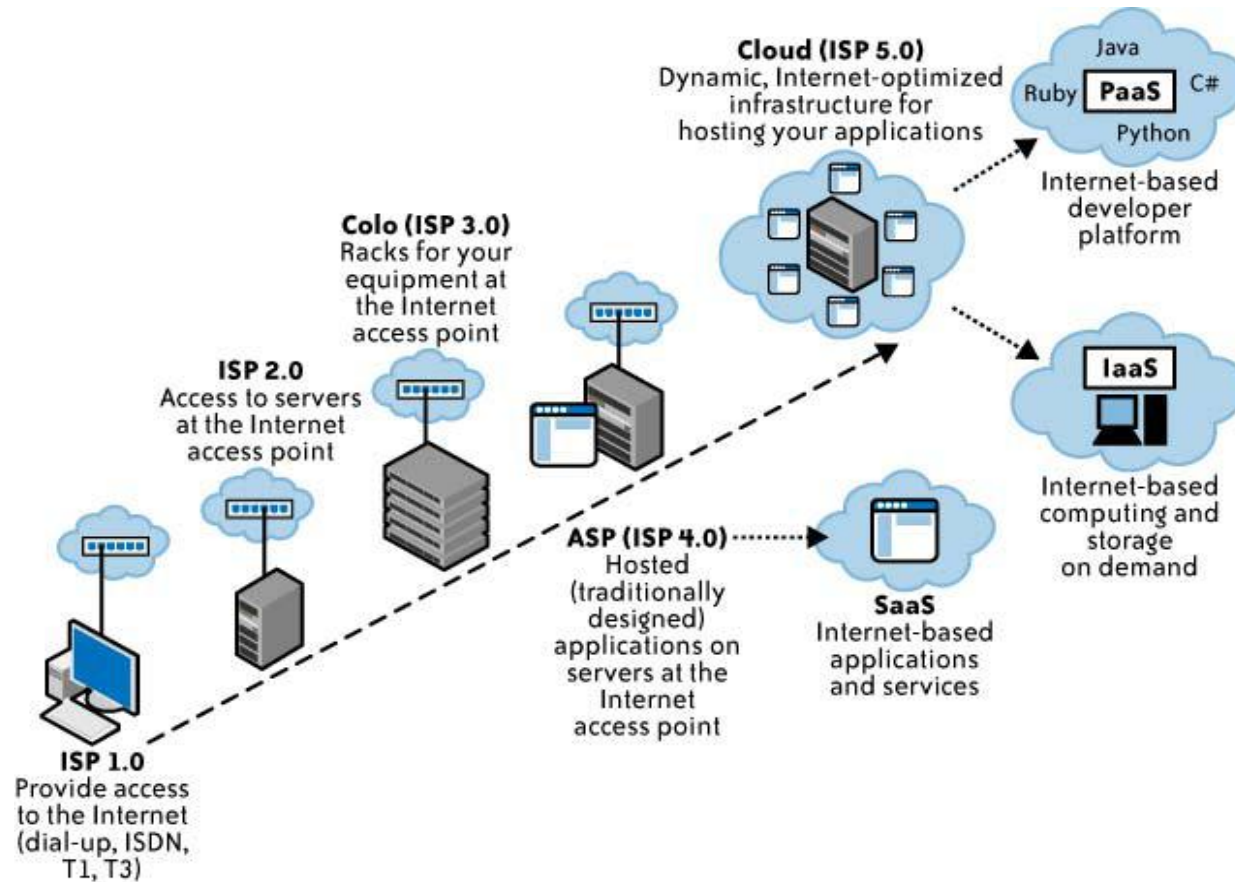 Cloud (ISP 5.0)
Dynamic, Internet-optimized
infrastructure for
hosting your applications
Java
Ruby
PaaS
C#
Python
Internet-based
developer
platform
Colo (ISP 3.0)
Racks for your
equipment at
the Internet
access point
ISP 2.0
Access to servers
at the Internet
access point
IaaS
Internet-based
computing and
storage
on demand
ASP (ISP 4.0)
Hosted
(traditionally
designed)
applications on
servers at the
Internet
access point
SaaS
Internet-based
applications
and services
ISP 1.0
Provide access
to the Internet
(dial-up, ISDN,
T1, T3)